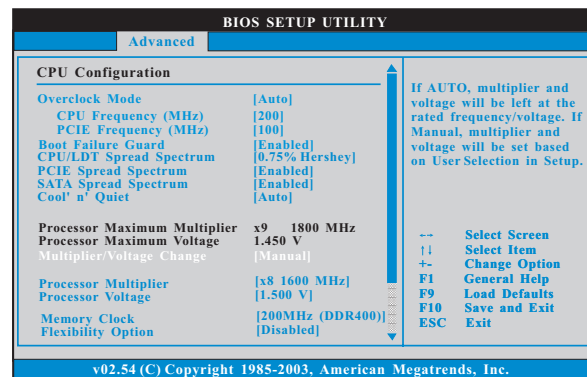 BIOS SETUP UTILITY
Advanced
CPU Configuration
Overclock Mode [Auto]
CPU Frequency (MHz) [200]
PCIE Frequency (MHz) [100]
Boot Failure Guard [Enabled]
CPU/LDT Spread Spectrum [0.75% Hershey]
PCIE Spread Spectrum [Enabled]
SATA Spread Spectrum [Enabled]
Cool' n' Quiet [Auto]
Processor Maximum Multiplier x9 1800 MHz
Processor Maximum Voltage 1.450 V
Multiplier/Voltage Change [Manual]
Processor Multiplier [x8 1600 MHz]
Processor Voltage [1.500 V]
Memory Clock [200MHz (DDR400)]
Flexibility Option [Disabled]
If AUTO, multiplier and
voltage will be left at the
rated frequency/voltage. If
Manual, multiplier and
voltage will be set based
on User Selection in Setup.
←→ Select Screen
↑↓ Select Item
+- Change Option
F1 General Help
F9 Load Defaults
F10 Save and Exit
ESC Exit
v02.54 (C) Copyright 1985-2003, American Megatrends, Inc.